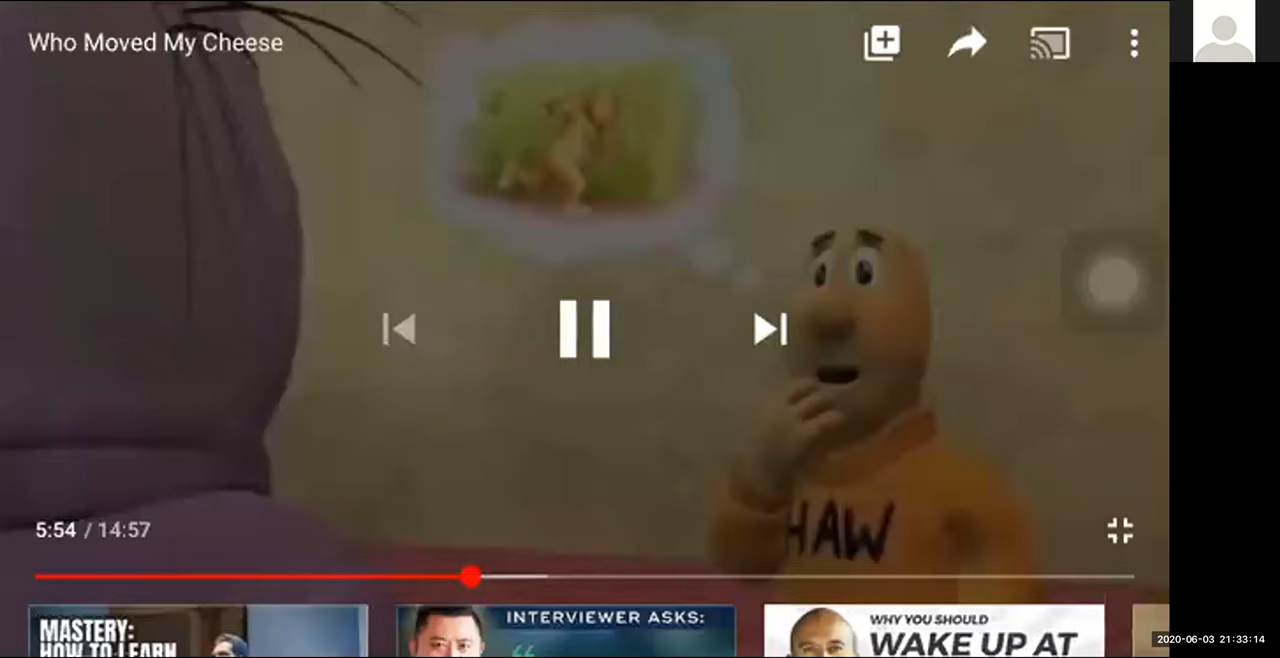 Who Moved My Cheese
HAW
5:54 / 14:57
MASTERY:
HOW TO LEARN
INTERVIEWER ASKS:
WHY YOU SHOULD
WAKE UP AT
2020-06-03 21:33:14